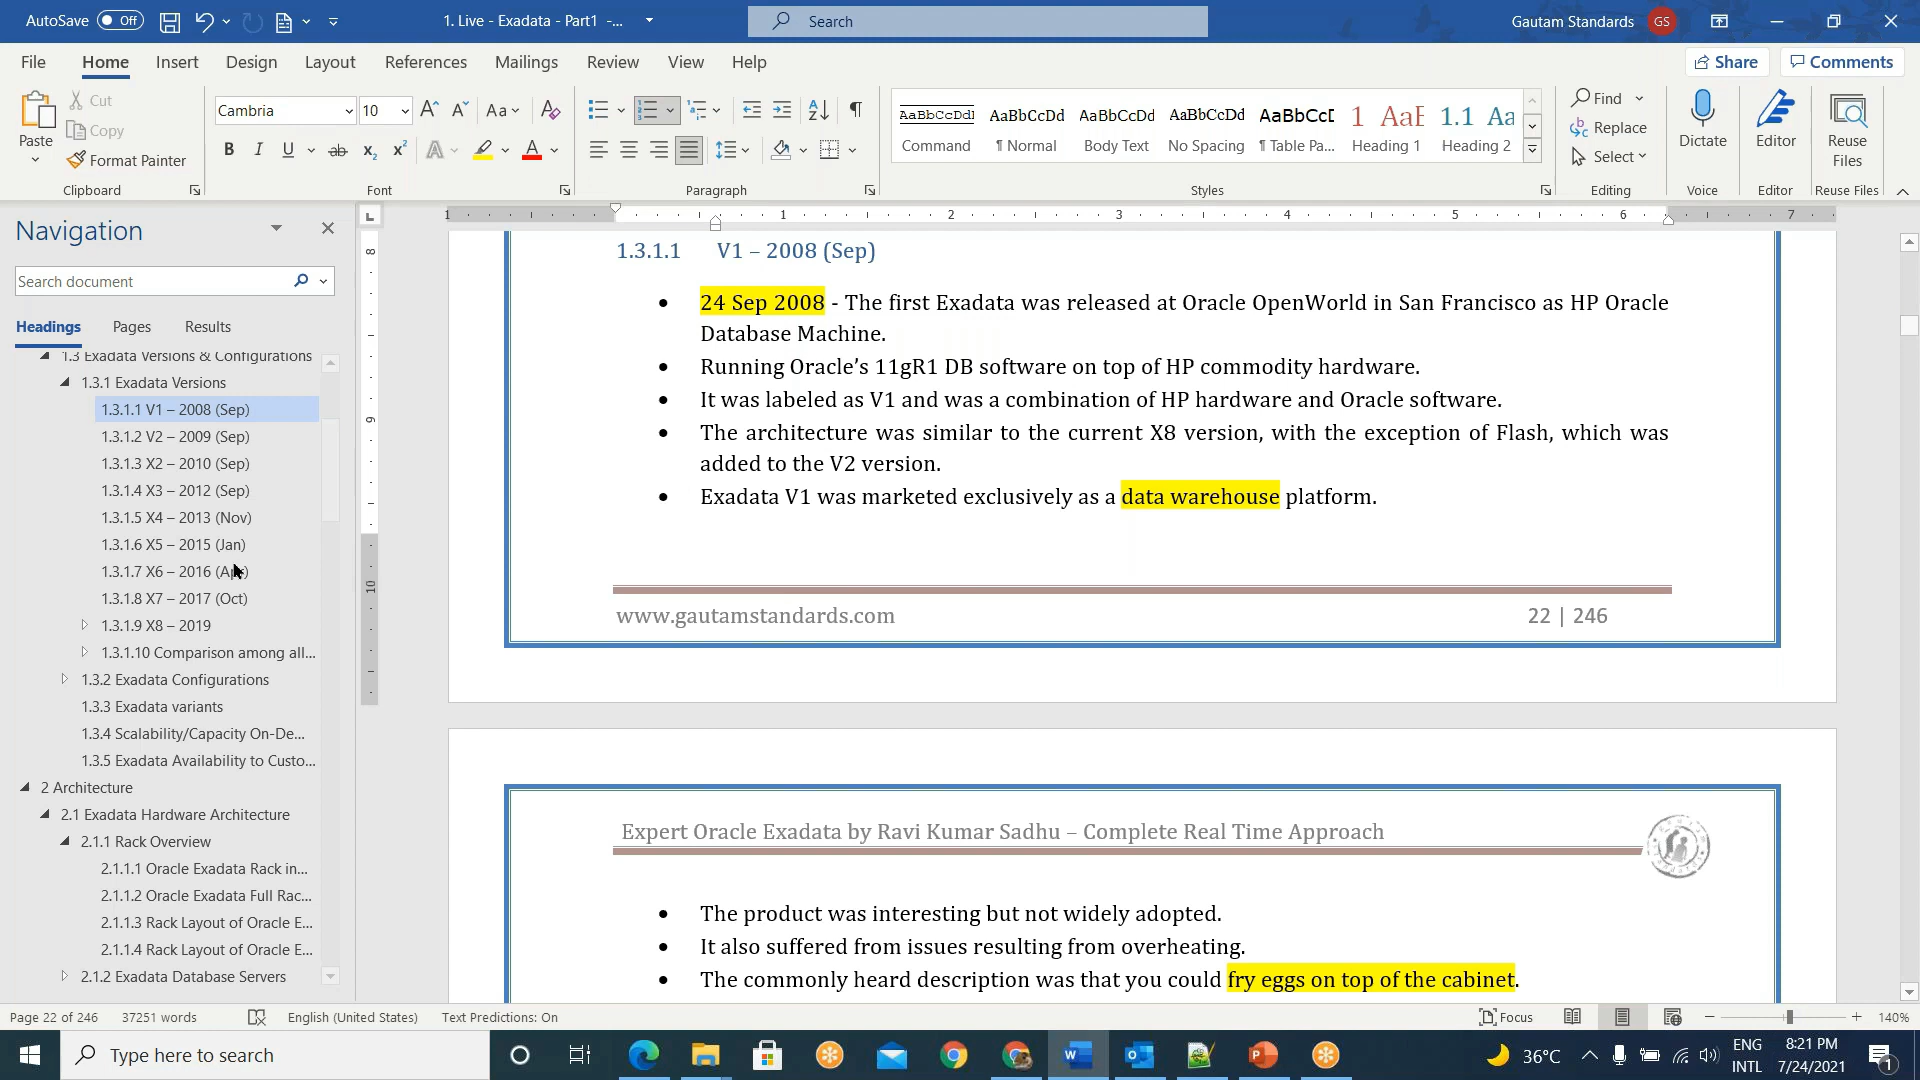 AutoSave Off 1. Live - Exadata - Part1 -... Search Gautam Standards GS
File Home Insert Design Layout References Mailings Review View Help Share Comments
Paste Cut Copy Format Painter Clipboard
Cambria 10 Aa
B I U ab x₂ x² A A Font
Paragraph
AaBbCcDdI AaBbCcDd AaBbCcDd AaBbCcDd AaBbCcD 1 AaB 1.1 Aa
Command ¶ Normal Body Text No Spacing ¶ Table Pa... Heading 1 Heading 2
Styles
Find Replace Select Editing
Dictate Voice
Editor Editor
Reuse Files Reuse Files
Navigation
Search document
Headings Pages Results
1.3 Exadata Versions & Configurations
1.3.1 Exadata Versions
1.3.1.1 V1 – 2008 (Sep)
1.3.1.2 V2 – 2009 (Sep)
1.3.1.3 X2 – 2010 (Sep)
1.3.1.4 X3 – 2012 (Sep)
1.3.1.5 X4 – 2013 (Nov)
1.3.1.6 X5 – 2015 (Jan)
1.3.1.7 X6 – 2016
1.3.1.8 X7 – 2017 (Oct)
1.3.1.9 X8 – 2019
1.3.1.10 Comparison among all...
1.3.2 Exadata Configurations
1.3.3 Exadata variants
1.3.4 Scalability/Capacity On-De...
1.3.5 Exadata Availability to Custo...
2 Architecture
2.1 Exadata Hardware Architecture
2.1.1 Rack Overview
2.1.1.1 Oracle Exadata Rack in...
2.1.1.2 Oracle Exadata Full Rac...
2.1.1.3 Rack Layout of Oracle E...
2.1.1.4 Rack Layout of Oracle E...
2.1.2 Exadata Database Servers
1 1 2 3 4 5 6 7
8
9
10
1.3.1.1 V1 – 2008 (Sep)
• 24 Sep 2008 - The first Exadata was released at Oracle OpenWorld in San Francisco as HP Oracle
Database Machine.
• Running Oracle’s 11gR1 DB software on top of HP commodity hardware.
• It was labeled as V1 and was a combination of HP hardware and Oracle software.
• The architecture was similar to the current X8 version, with the exception of Flash, which was
added to the V2 version.
• Exadata V1 was marketed exclusively as a data warehouse platform.
www.gautamstandards.com 22 | 246
Expert Oracle Exadata by Ravi Kumar Sadhu – Complete Real Time Approach
• The product was interesting but not widely adopted.
• It also suffered from issues resulting from overheating.
• The commonly heard description was that you could fry eggs on top of the cabinet.
Page 22 of 246 37251 words English (United States) Text Predictions: On Focus 140%
Type here to search 36°C ENG INTL 8:21 PM 7/24/2021 1